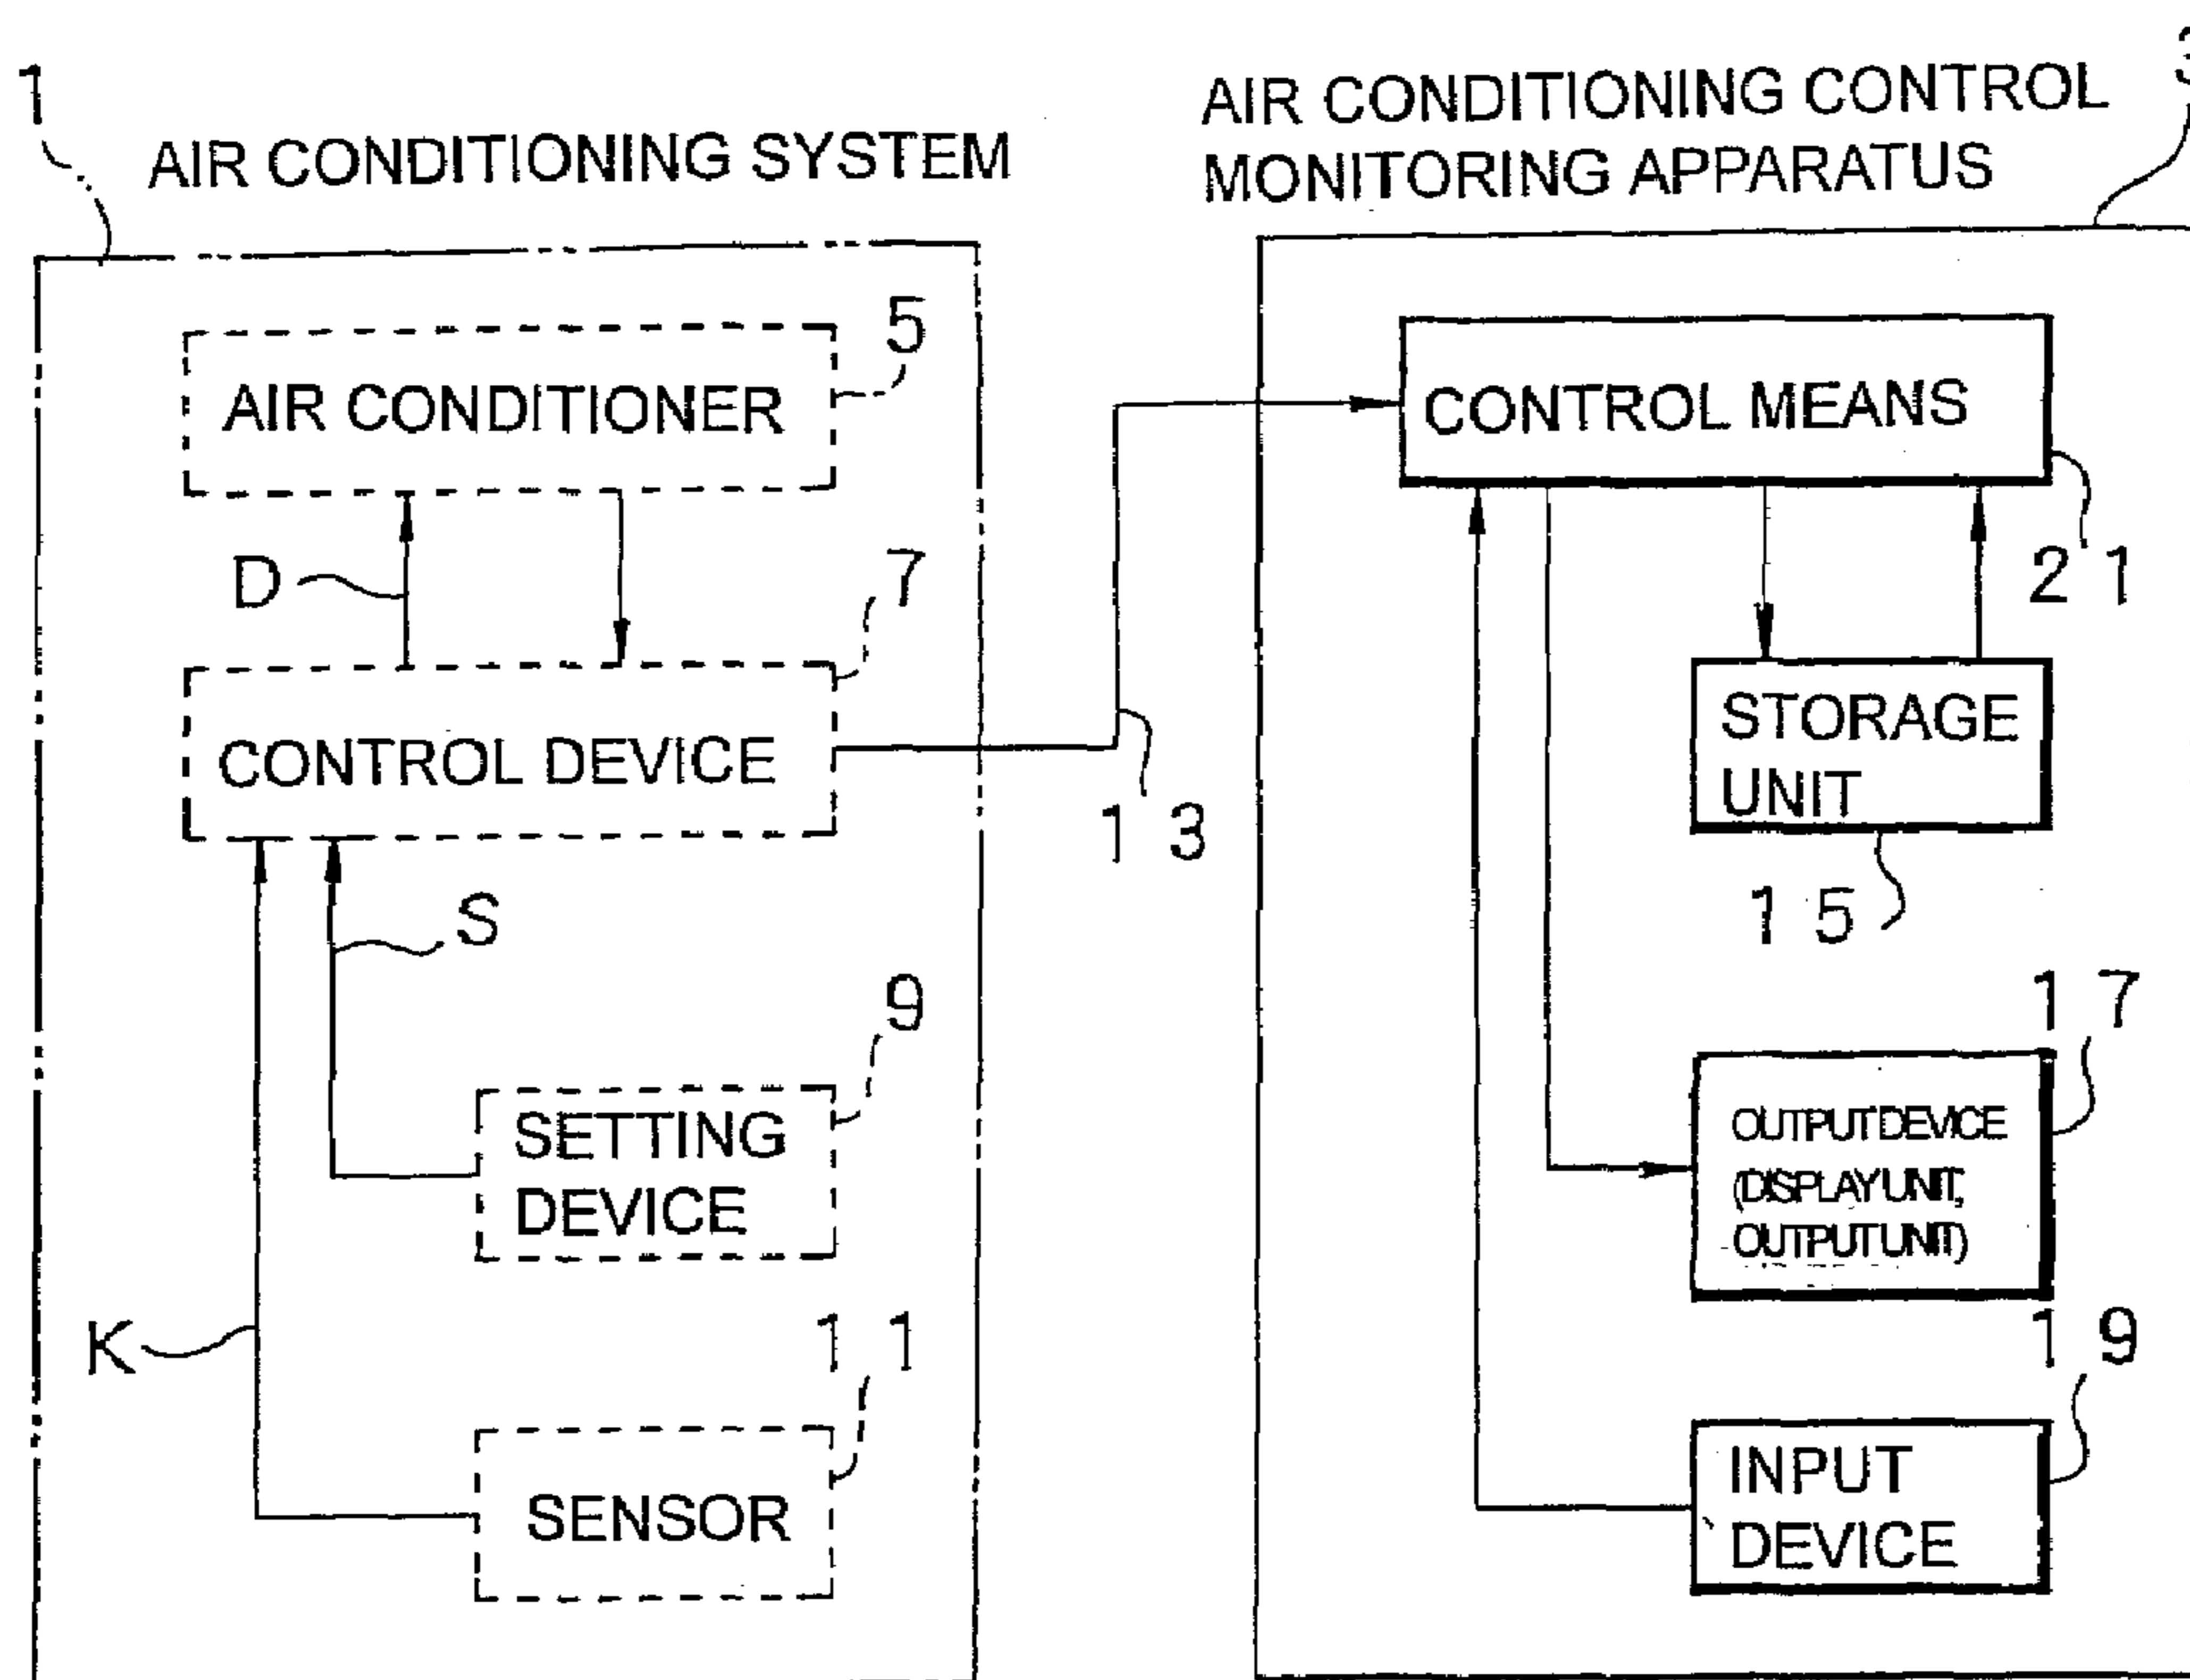 1
AIR CONDITIONING SYSTEM
5
AIR CONDITIONER
D
7
CONTROL DEVICE
13
S
9
SETTING
DEVICE
K
11
SENSOR
AIR CONDITIONING CONTROL
MONITORING APPARATUS
3
CONTROL MEANS
21
STORAGE
UNIT
15
17
OUTPUT DEVICE
(DISPLAY UNIT,
OUTPUT UNIT)
19
INPUT
DEVICE